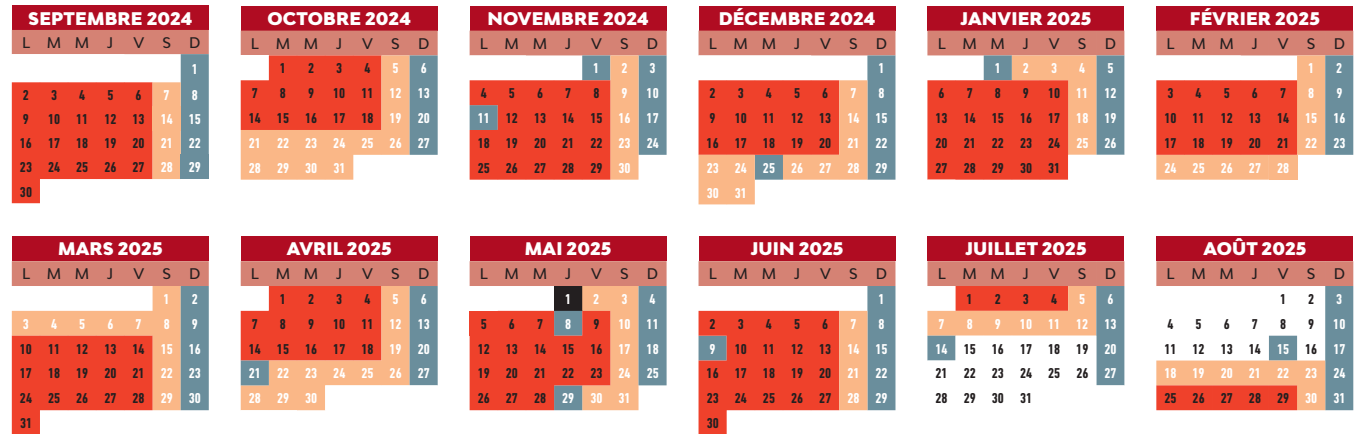 SEPTEMBRE 2024
L M M J V S D
1
2 3 4 5 6 7 8
9 10 11 12 13 14 15
16 17 18 19 20 21 22
23 24 25 26 27 28 29
30
OCTOBRE 2024
L M M J V S D
1 2 3 4 5 6
7 8 9 10 11 12 13
14 15 16 17 18 19 20
21 22 23 24 25 26 27
28 29 30 31
NOVEMBRE 2024
L M M J V S D
1 2 3
4 5 6 7 8 9 10
11 12 13 14 15 16 17
18 19 20 21 22 23 24
25 26 27 28 29 30
DÉCEMBRE 2024
L M M J V S D
1
2 3 4 5 6 7 8
9 10 11 12 13 14 15
16 17 18 19 20 21 22
23 24 25 26 27 28 29
30 31
JANVIER 2025
L M M J V S D
1 2 3 4 5
6 7 8 9 10 11 12
13 14 15 16 17 18 19
20 21 22 23 24 25 26
27 28 29 30 31
FÉVRIER 2025
L M M J V S D
1 2
3 4 5 6 7 8 9
10 11 12 13 14 15 16
17 18 19 20 21 22 23
24 25 26 27 28
MARS 2025
L M M J V S D
1 2
3 4 5 6 7 8 9
10 11 12 13 14 15 16
17 18 19 20 21 22 23
24 25 26 27 28 29 30
31
AVRIL 2025
L M M J V S D
1 2 3 4 5 6
7 8 9 10 11 12 13
14 15 16 17 18 19 20
21 22 23 24 25 26 27
28 29 30
MAI 2025
L M M J V S D
1 2 3 4
5 6 7 8 9 10 11
12 13 14 15 16 17 18
19 20 21 22 23 24 25
26 27 28 29 30 31
JUIN 2025
L M M J V S D
1
2 3 4 5 6 7 8
9 10 11 12 13 14 15
16 17 18 19 20 21 22
23 24 25 26 27 28 29
30
JUILLET 2025
L M M J V S D
1 2 3 4 5 6
7 8 9 10 11 12 13
14 15 16 17 18 19 20
21 22 23 24 25 26 27
28 29 30 31
AOÛT 2025
L M M J V S D
1 2 3
4 5 6 7 8 9 10
11 12 13 14 15 16 17
18 19 20 21 22 23 24
25 26 27 28 29 30 31